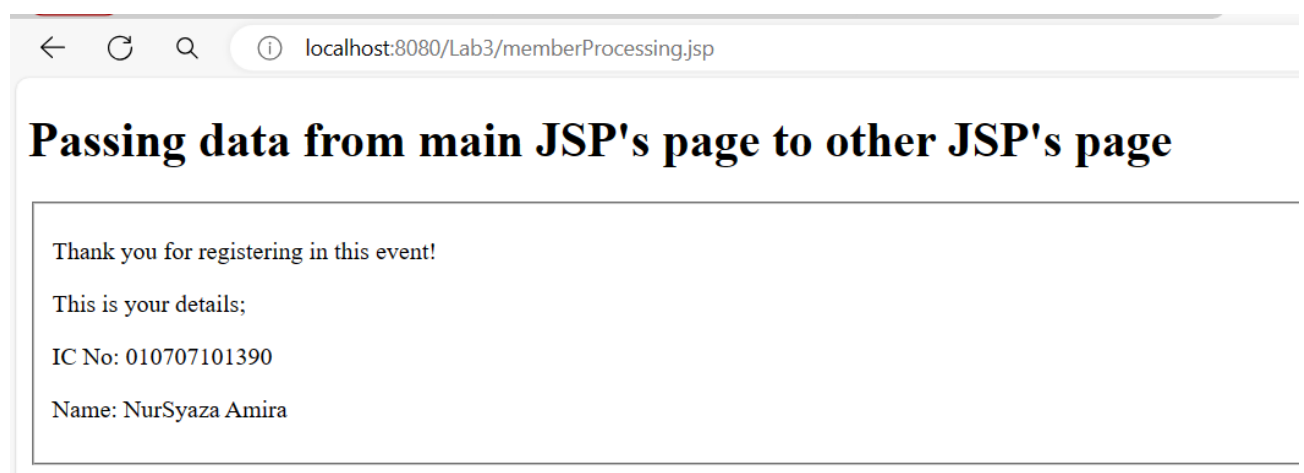 localhost:8080/Lab3/memberProcessing.jsp
Passing data from main JSP's page to other JSP's page
Thank you for registering in this event!
This is your details;
IC No: 010707101390
Name: NurSyaza Amira